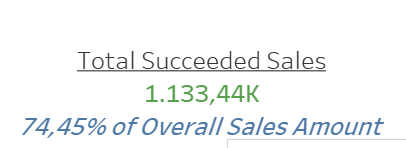 Total Succeeded Sales
1.133,44K
74,45% of Overall Sales Amount